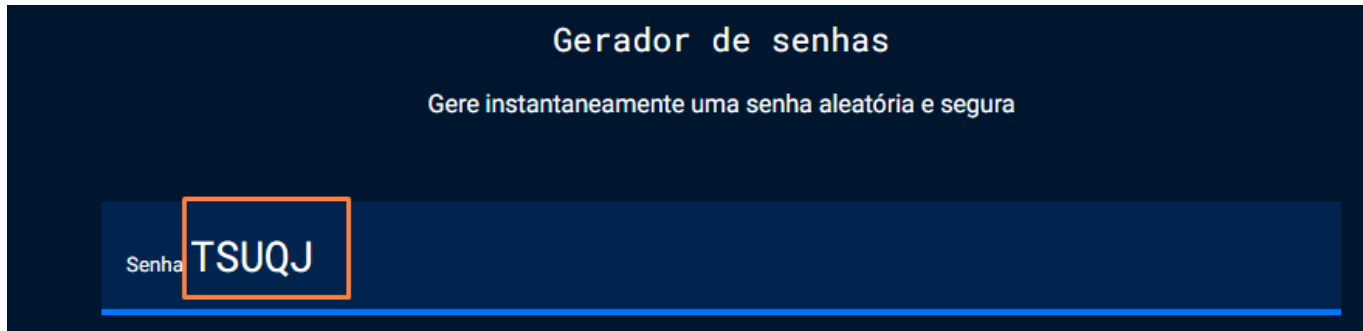 Gerador de senhas
Gere instantaneamente uma senha aleatória e segura
Senha TSUQJ